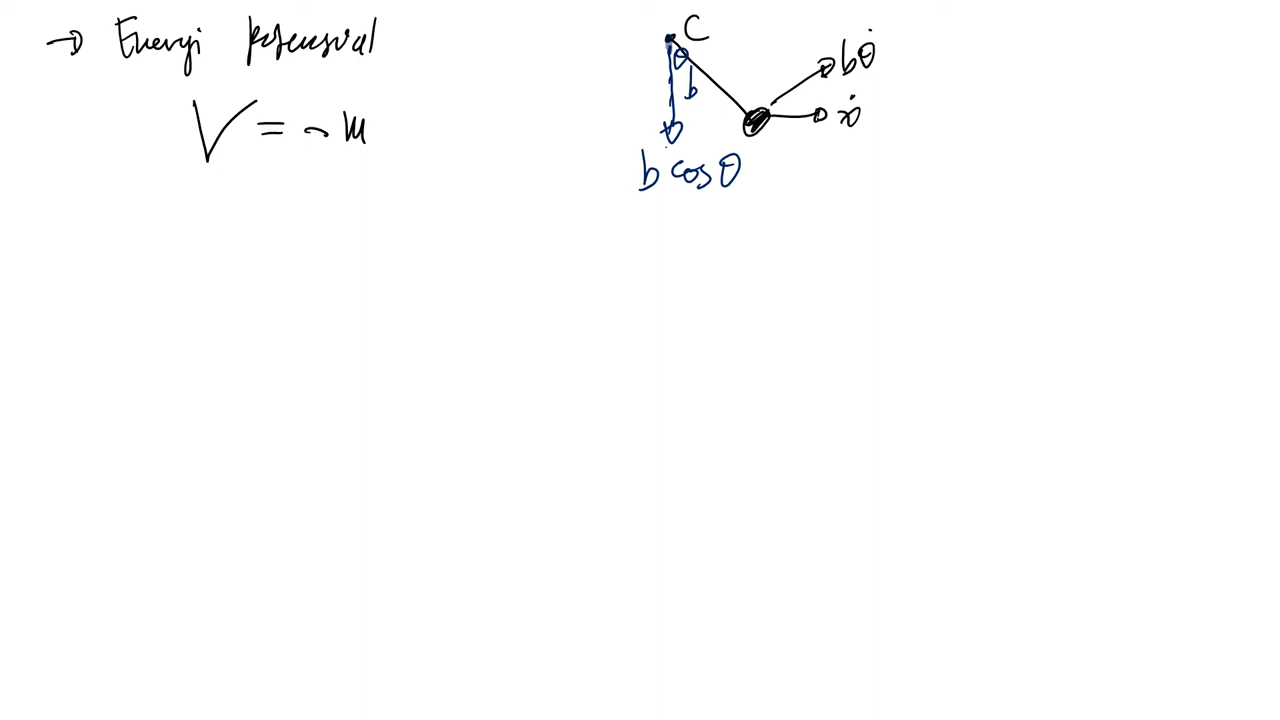 → Energi potensial
V = -m
C
θ
b
bθ̇
ẋ
b cos θ